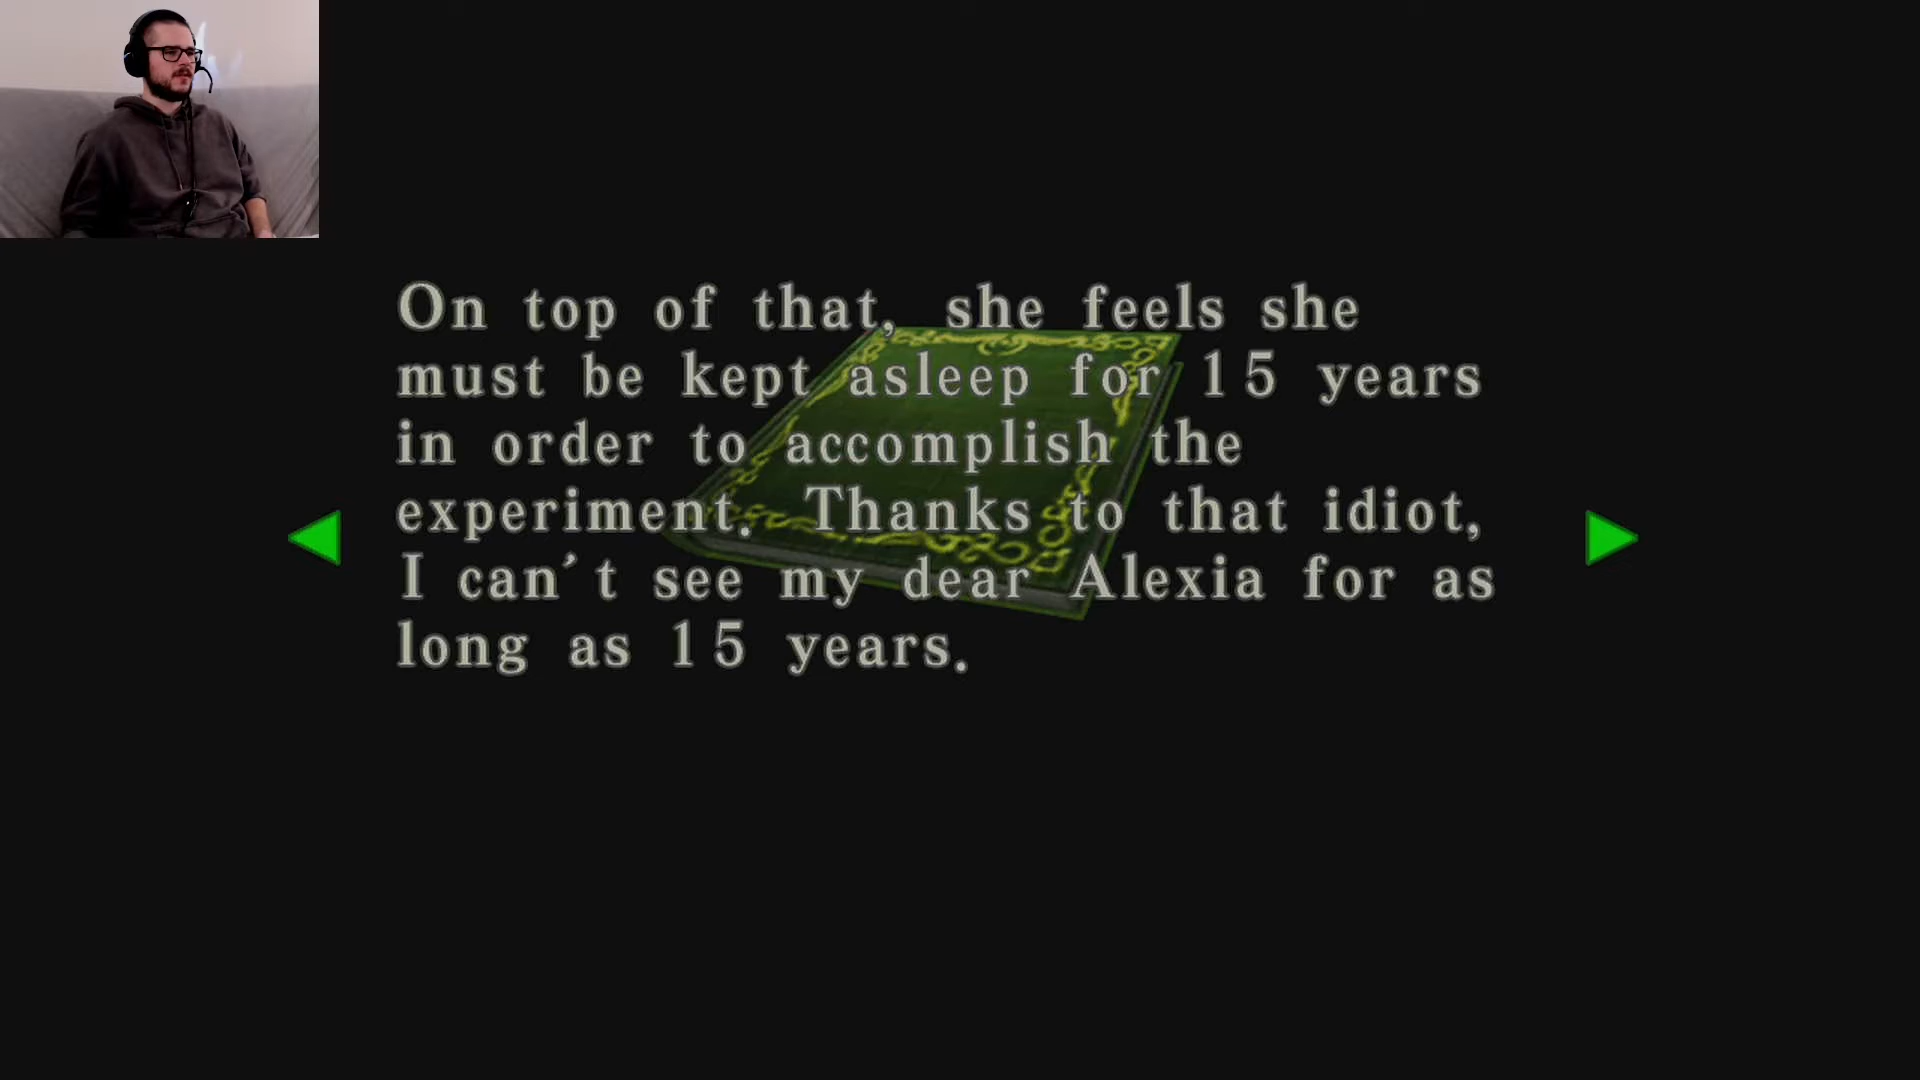 On top of that, she feels she
must be kept asleep for 15 years
in order to accomplish the
experiment. Thanks to that idiot,
I can't see my dear Alexia for as
long as 15 years.